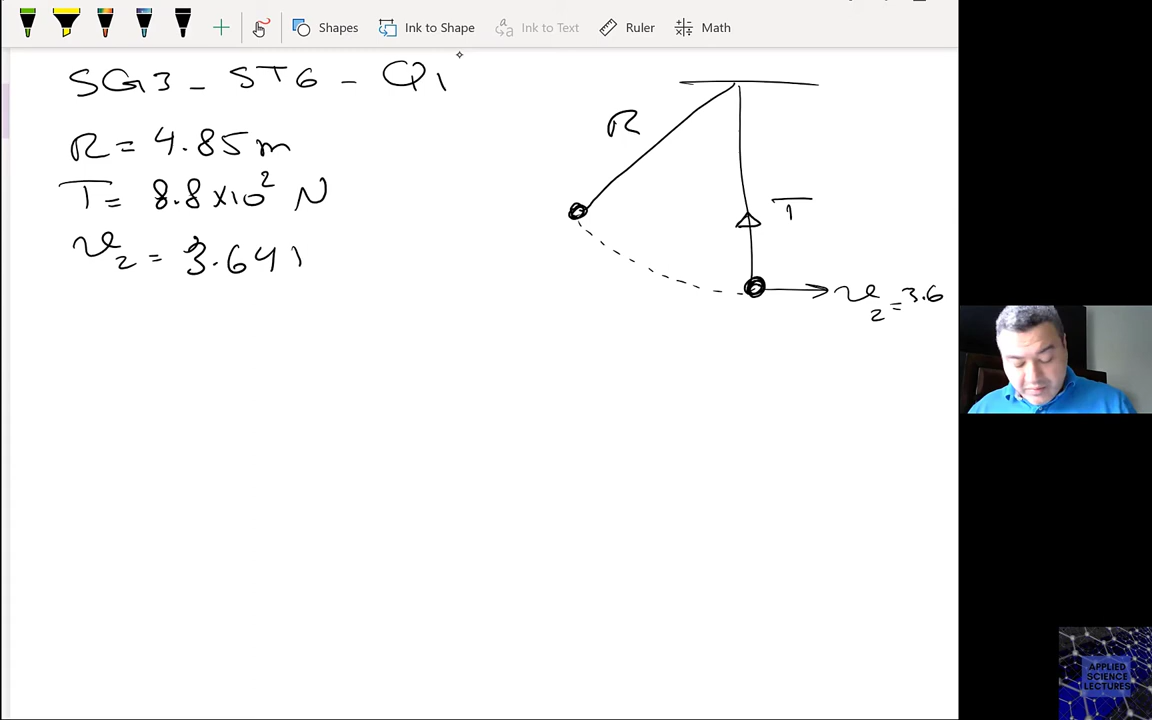 Shapes Ink to Shape Ink to Text Ruler Math
SG3 - ST6 - Q1
R = 4.85 m
T = 8.8 x 10² N
v₂ = 3.641
R
T
v₂ = 3.6
APPLIED
SCIENCE
LECTURES